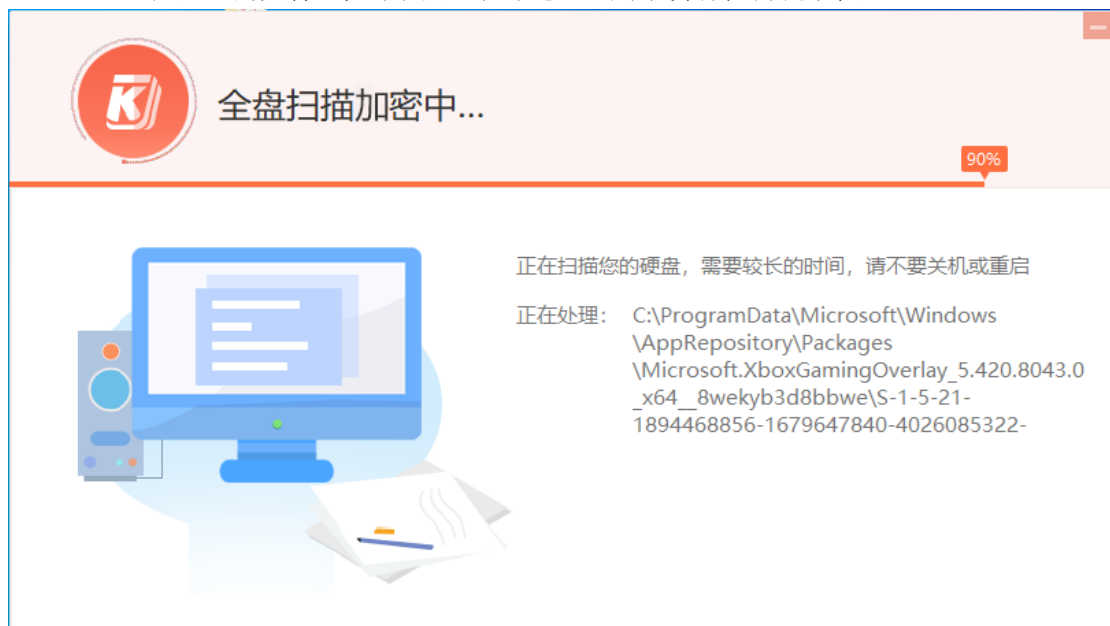 全盘扫描加密中...
90%
正在扫描您的硬盘，需要较长的时间，请不要关机或重启
正在处理： C:\ProgramData\Microsoft\Windows
\AppRepository\Packages
\Microsoft.XboxGamingOverlay_5.420.8043.0
_x64__8wekyb3d8bbwe\S-1-5-21-
1894468856-1679647840-4026085322-